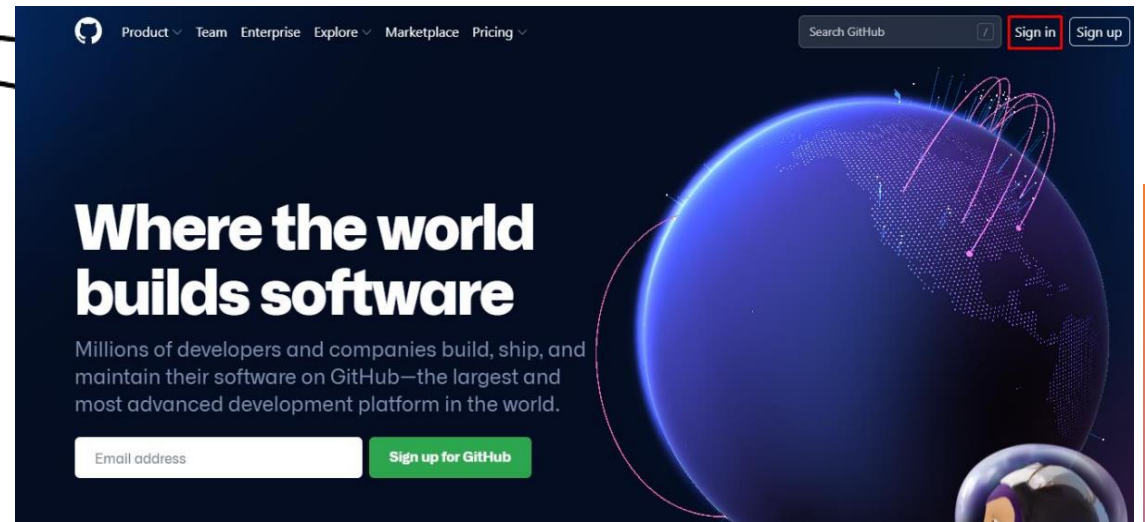 Product Team Enterprise Explore Marketplace Pricing Search GitHub / Sign in Sign up
Where the world
builds software
Millions of developers and companies build, ship, and
maintain their software on GitHub—the largest and
most advanced development platform in the world.
Email address Sign up for GitHub